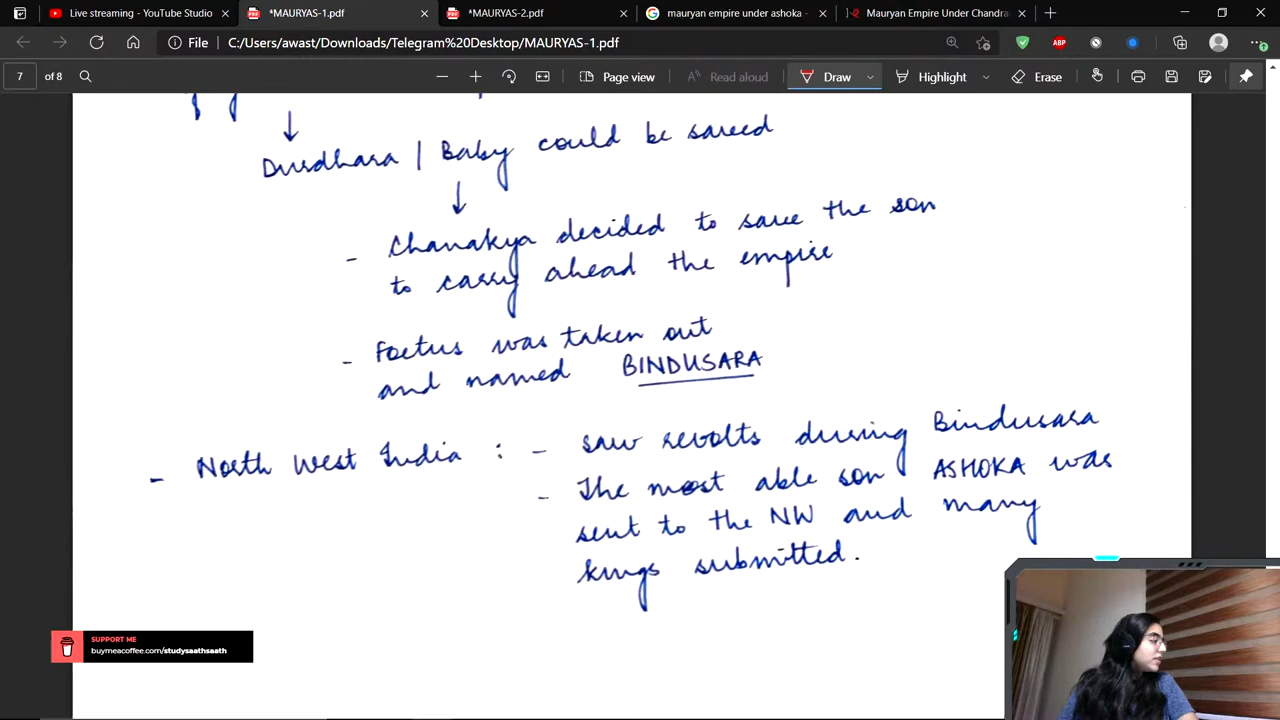 Live streaming - YouTube Studio
*MAURYAS-1.pdf
*MAURYAS-2.pdf
mauryan empire under ashoka -
Mauryan Empire Under Chandra
File
C:/Users/awast/Downloads/Telegram%20Desktop/MAURYAS-1.pdf
ABP
7 of 8
Page view
Read aloud
Draw
Highlight
Erase
Durdhara | Baby could be saved
- Chanakya decided to save the son
to carry ahead the empire
- Foetus was taken out
and named BINDUSARA
- North West India : - saw revolts during Bindusara
- The most able son ASHOKA was
sent to the NW and many
kings submitted.
SUPPORT ME
buymeacoffee.com/studysaathsaath